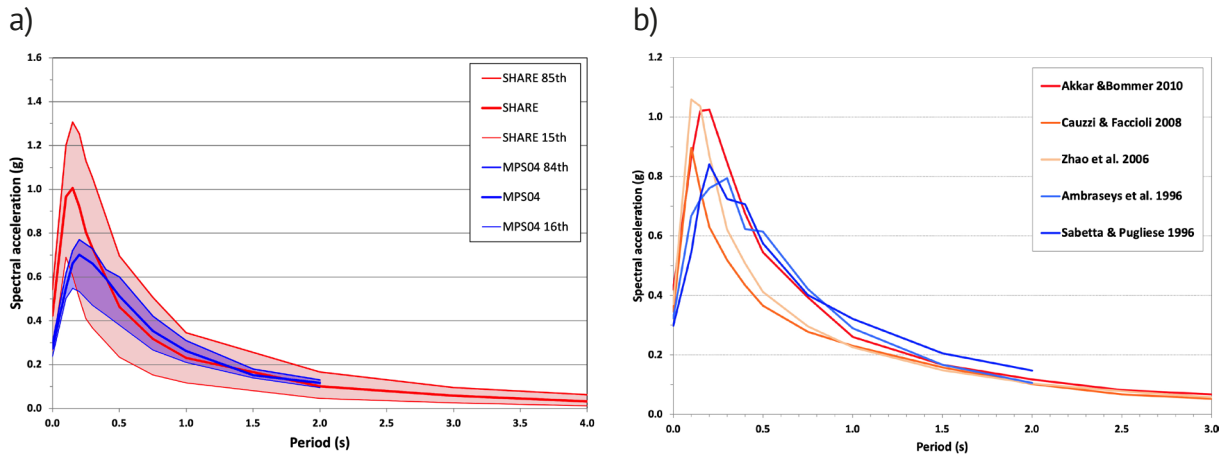 a)
1.6
1.4
1.2
1.0
0.8
0.6
0.4
0.2
0.0
Spectral acceleration (g)
0.0 0.5 1.0 1.5 2.0 2.5 3.0 3.5 4.0
Period (s)
SHARE 85th
SHARE
SHARE 15th
MPS04 84th
MPS04
MPS04 16th
b)
1.2
1.0
0.8
0.6
0.4
0.2
0.0
Spectral acceleration (g)
0.0 0.5 1.0 1.5 2.0 2.5 3.0
Period (s)
Akkar &Bommer 2010
Cauzzi & Faccioli 2008
Zhao et al. 2006
Ambraseys et al. 1996
Sabetta & Pugliese 1996